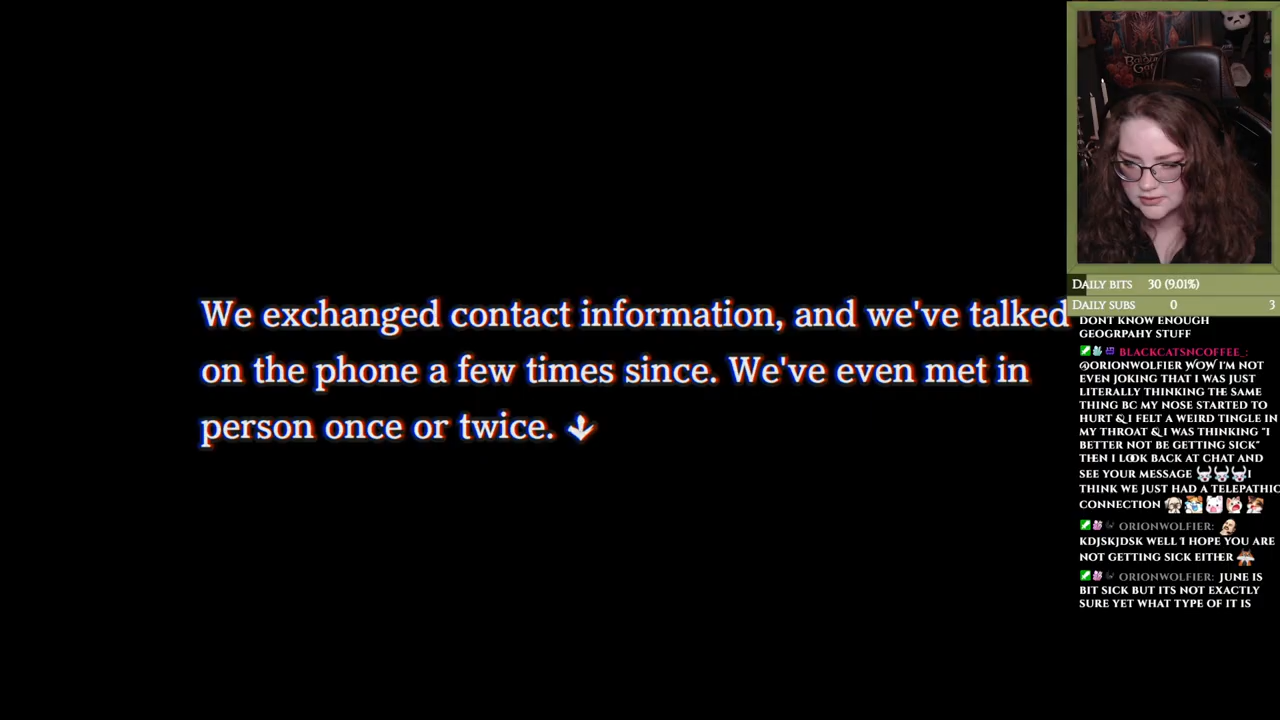 We exchanged contact information, and we've talked
on the phone a few times since. We've even met in
person once or twice.
DAILY BITS 30 (9.01%)
DAILY SUBS 0 3
DONT KNOW ENOUGH
GEOGRPAHY STUFF
BLACKCATSNCOFFEE_:
@ORIONWOLFIER WOW I'M NOT
EVEN JOKING THAT I WAS JUST
LITERALLY THINKING THE SAME
THING BC MY NOSE STARTED TO
HURT & I FELT A WEIRD TINGLE IN
MY THROAT & I WAS THINKING "I
BETTER NOT BE GETTING SICK"
THEN I LOOK BACK AT CHAT AND
SEE YOUR MESSAGE I
THINK WE JUST HAD A TELEPATHIC
CONNECTION
ORIONWOLFIER:
KDJSKJDSK WELL I HOPE YOU ARE
NOT GETTING SICK EITHER
ORIONWOLFIER: JUNE IS
BIT SICK BUT ITS NOT EXACTLY
SURE YET WHAT TYPE OF IT IS